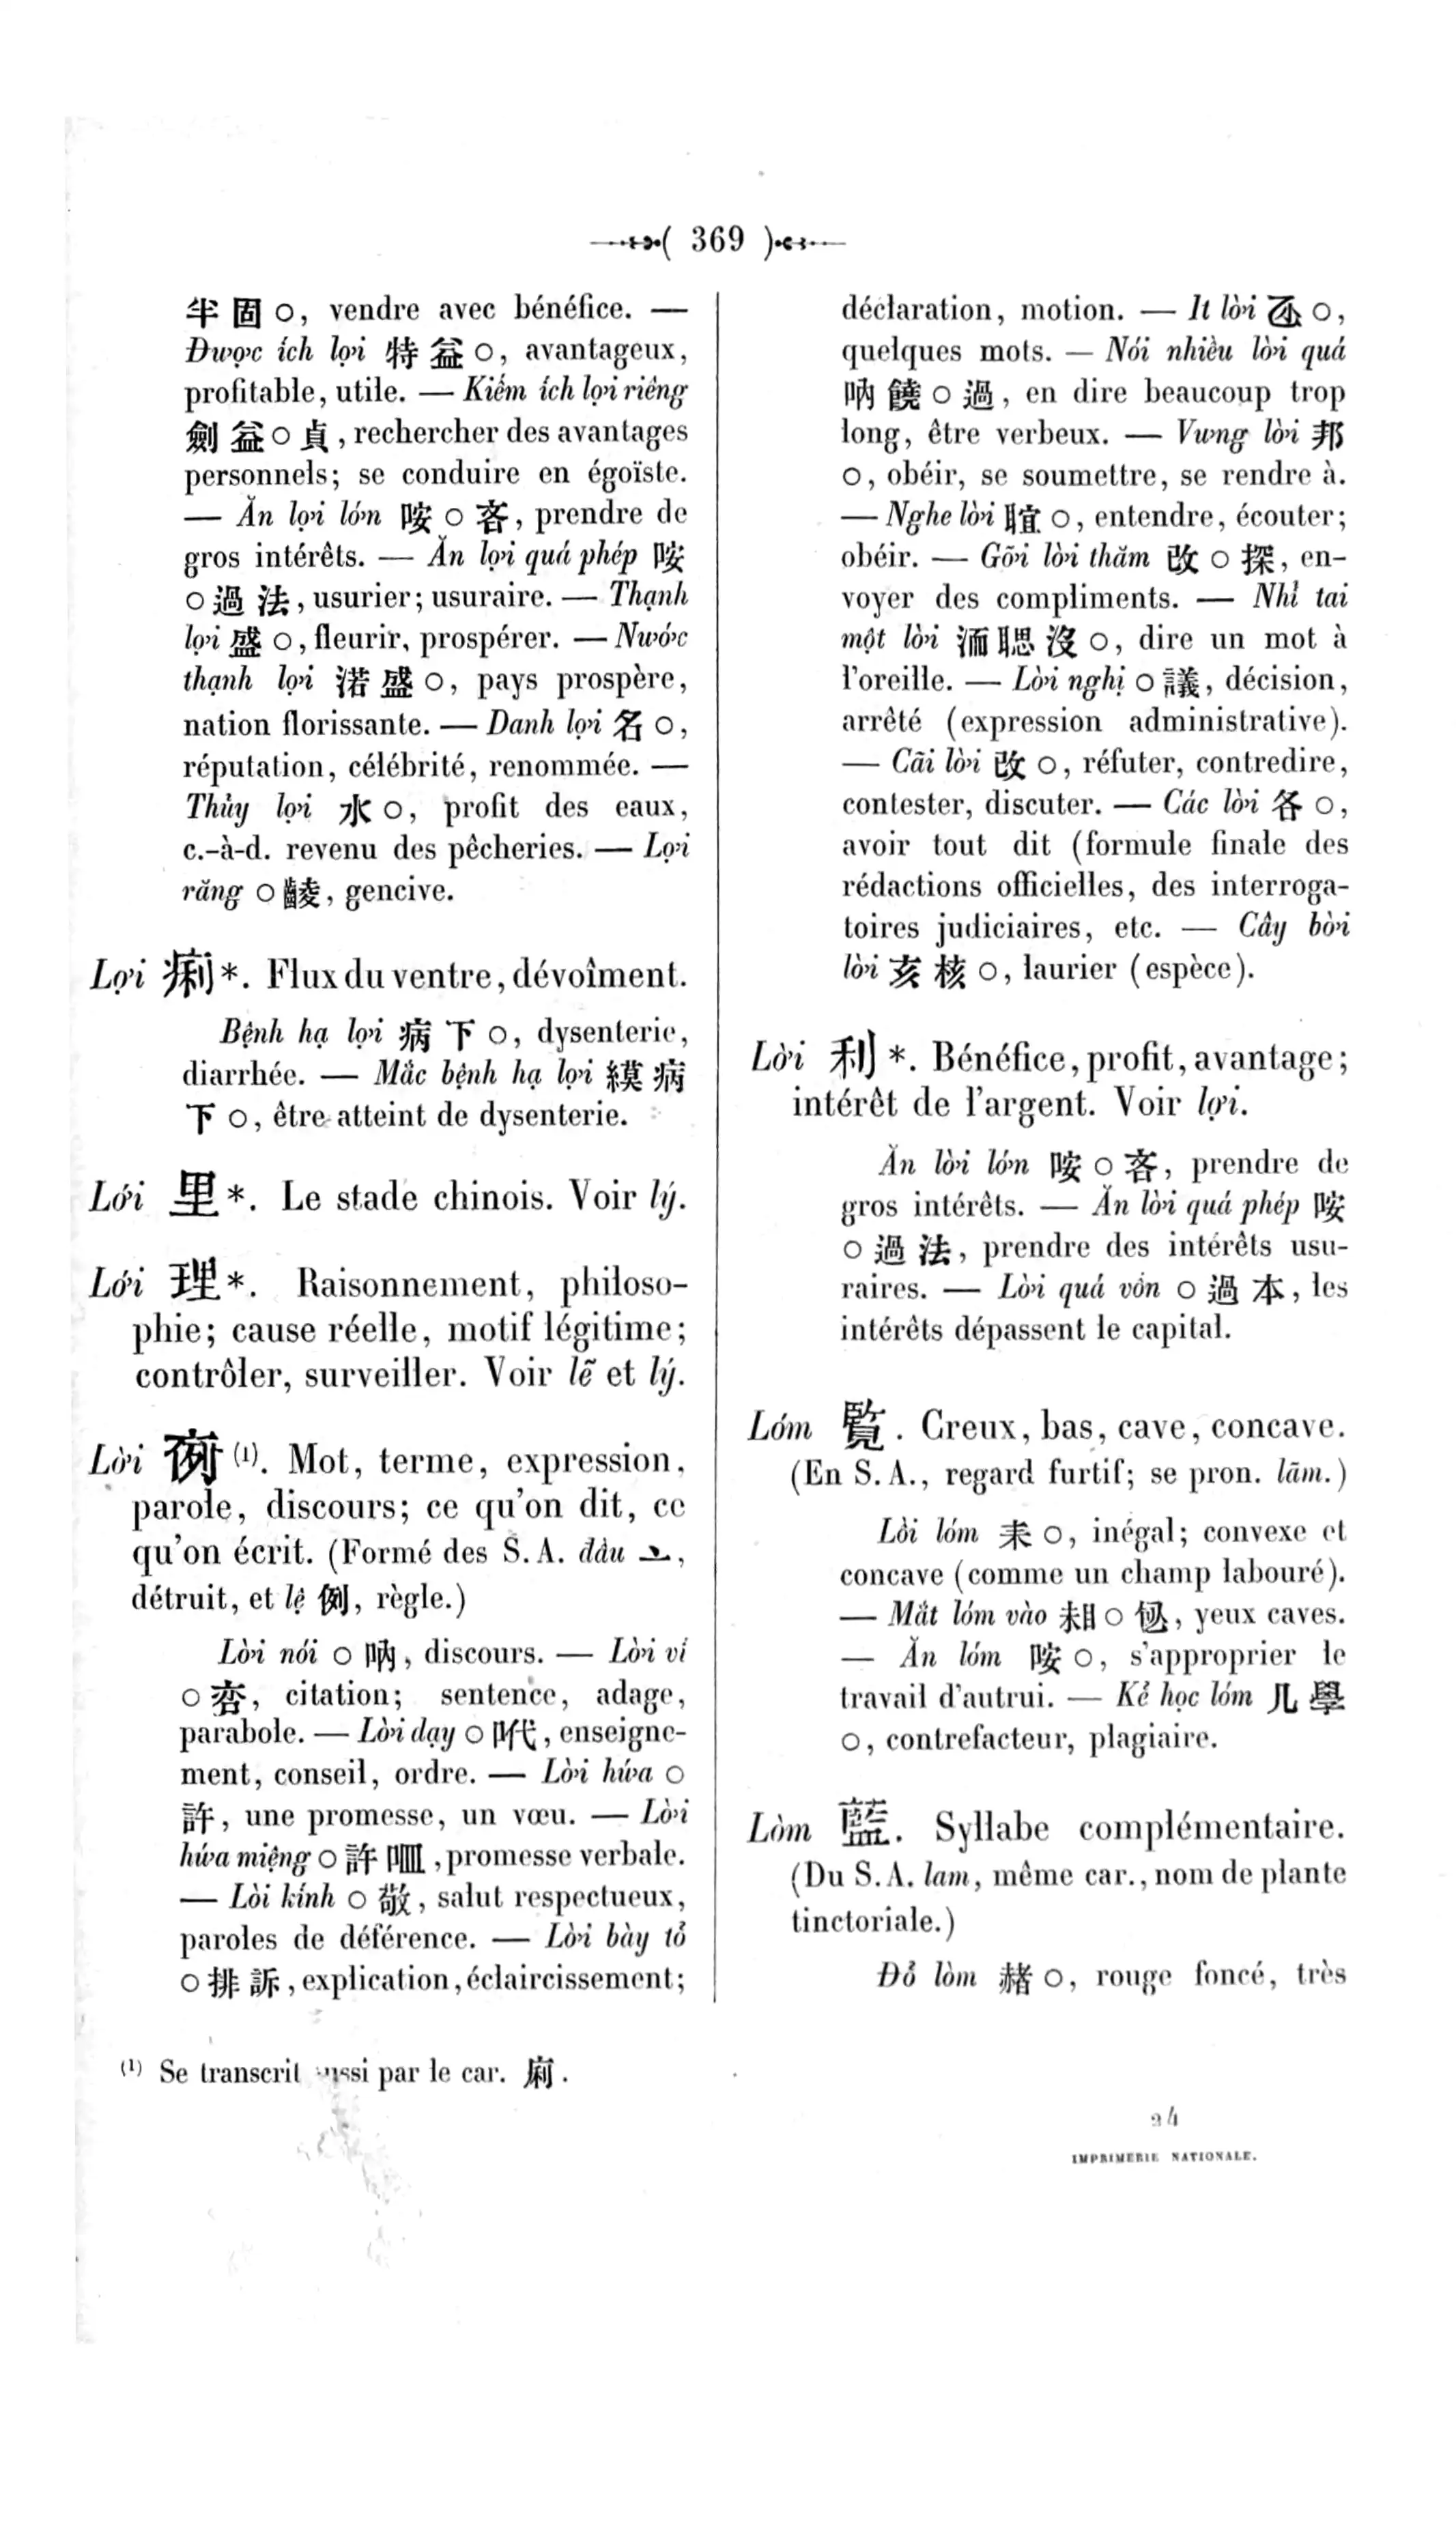 ( 369 )
半 固 ○, vendre avec bénéfice. —
Được ích lợi 特 益 ○, avantageux,
profitable, utile. — Kiếm ích lợi riêng
劍 益 ○ 貞, rechercher des avantages
personnels; se conduire en égoïste.
— Ăn lợi lớn 咹 ○ 吝, prendre de
gros intérêts. — Ăn lợi quá phép 咹
○ 過 法, usurier; usuraire. — Thạnh
lợi 盛 ○, fleurir, prospérer. — Nước
thạnh lợi 渃 盛 ○, pays prospère,
nation florissante. — Danh lợi 名 ○,
réputation, célébrité, renommée. —
Thủy lợi 水 ○, profit des eaux,
c.-à-d. revenu des pêcheries. — Lợi
răng ○, gencive.
Lợi 痢 *. Flux du ventre, dévoîment.
Bệnh hạ lợi 病 下 ○, dysenterie,
diarrhée. — Mắc bệnh hạ lợi 縸 病
下 ○, être atteint de dysenterie.
Lới 里 *. Le stade chinois. Voir lý.
Lới 理 *. Raisonnement, philoso-
phie; cause réelle, motif légitime;
contrôler, surveiller. Voir lẽ et lý.
Lời (1). Mot, terme, expression,
parole, discours; ce qu'on dit, ce
qu'on écrit. (Formé des S. A. đầu 亠,
détruit, et lệ 例, règle.)
Lời nói ○ 吶, discours. — Lời ví
○, citation; sentence, adage,
parabole. — Lời dạy ○, enseigne-
ment, conseil, ordre. — Lời hứa ○
許, une promesse, un vœu. — Lời
hứa miệng ○ 許 𠰘, promesse verbale.
— Lời kính ○ 敬, salut respectueux,
paroles de déférence. — Lời bày tỏ
○ 排 訴, explication, éclaircissement;
(1) Se transcrit aussi par le car.
déclaration, motion. — It lời ○,
quelques mots. — Nói nhiều lời quá
吶 饒 ○ 過, en dire beaucoup trop
long, être verbeux. — Vưng lời 邦
○, obéir, se soumettre, se rendre à.
— Nghe lời ○, entendre, écouter;
obéir. — Gởi lời thăm 改 ○ 探, en-
voyer des compliments. — Nhỉ tai
một lời 洏 聰 沒 ○, dire un mot à
l'oreille. — Lời nghị ○ 議, décision,
arrêté (expression administrative).
— Cãi lời 改 ○, réfuter, contredire,
contester, discuter. — Các lời 各 ○,
avoir tout dit (formule finale des
rédactions officielles, des interroga-
toires judiciaires, etc. — Cây bời
lời 亥 核 ○, laurier (espèce).
Lời 利 *. Bénéfice, profit, avantage;
intérêt de l'argent. Voir lợi.
Ăn lời lớn 咹 ○ 吝, prendre de
gros intérêts. — Ăn lời quá phép 咹
○ 過 法, prendre des intérêts usu-
raires. — Lời quá vốn ○ 過 本, les
intérêts dépassent le capital.
Lóm 覽. Creux, bas, cave, concave.
(En S. A., regard furtif; se pron. lãm.)
Lồi lóm 耒 ○, inégal; convexe et
concave (comme un champ labouré).
— Mắt lóm vào ○, yeux caves.
— Ăn lóm 咹 ○, s'approprier le
travail d'autrui. — Kẻ học lóm 几 學
○, contrefacteur, plagiaire.
Lòm 藍. Syllabe complémentaire.
(Du S. A. lam, même car., nom de plante
tinctoriale.)
Đỏ lòm 赭 ○, rouge foncé, très
24
IMPRIMERIE NATIONALE.